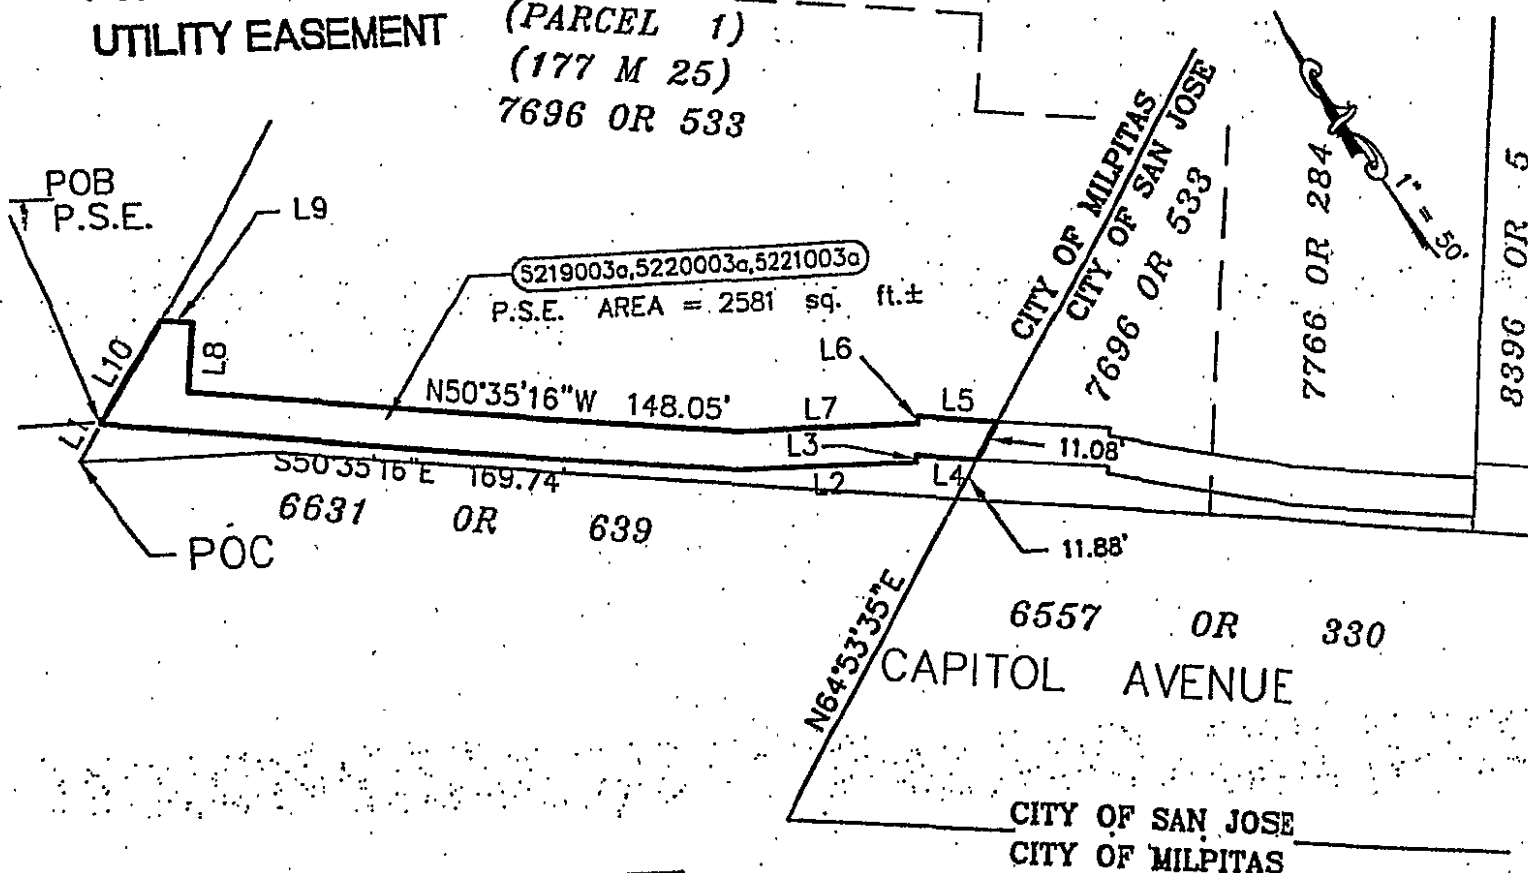 UTILITY EASEMENT
(PARCEL 1)
(177 M 25)
7696 OR 533
POB
P.S.E.
L9
5219003a,5220003a,5221003a
P.S.E. AREA = 2581 sq. ft.±
CITY OF MILPITAS
CITY OF SAN JOSE
7696 OR 533
7766 OR 284
1" = 50'
8396 OR 5
L10
L8
L6
N50°35'16"W 148.05'
L7
L5
L1
L3
11.08'
S50°35'16"E 169.74'
L2
L4
6631 OR 639
POC
11.88'
N64°53'35"E
6557 OR 330
CAPITOL AVENUE
CITY OF SAN JOSE
CITY OF MILPITAS